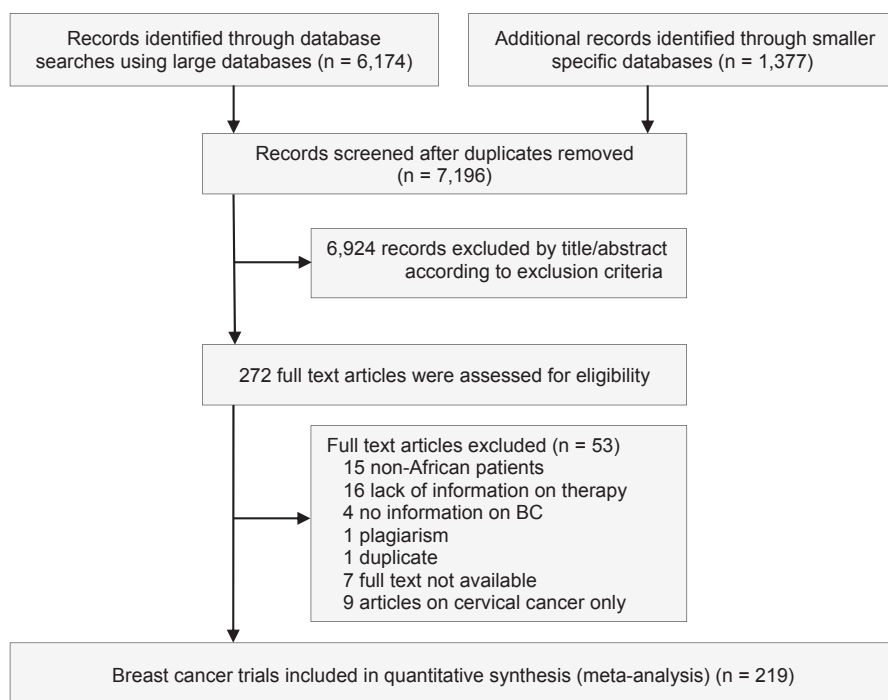 Records identified through database
searches using large databases (n = 6,174)
Additional records identified through smaller
specific databases (n = 1,377)
Records screened after duplicates removed
(n = 7,196)
6,924 records excluded by title/abstract
according to exclusion criteria
272 full text articles were assessed for eligibility
Full text articles excluded (n = 53)
15 non-African patients
16 lack of information on therapy
4 no information on BC
1 plagiarism
1 duplicate
7 full text not available
9 articles on cervical cancer only
Breast cancer trials included in quantitative synthesis (meta-analysis) (n = 219)